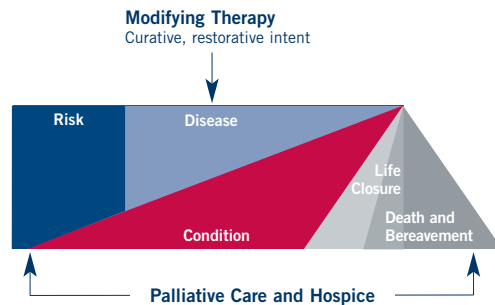 Modifying Therapy
Curative, restorative intent
Risk
Disease
Life
Closure
Death and
Bereavement
Condition
Palliative Care and Hospice